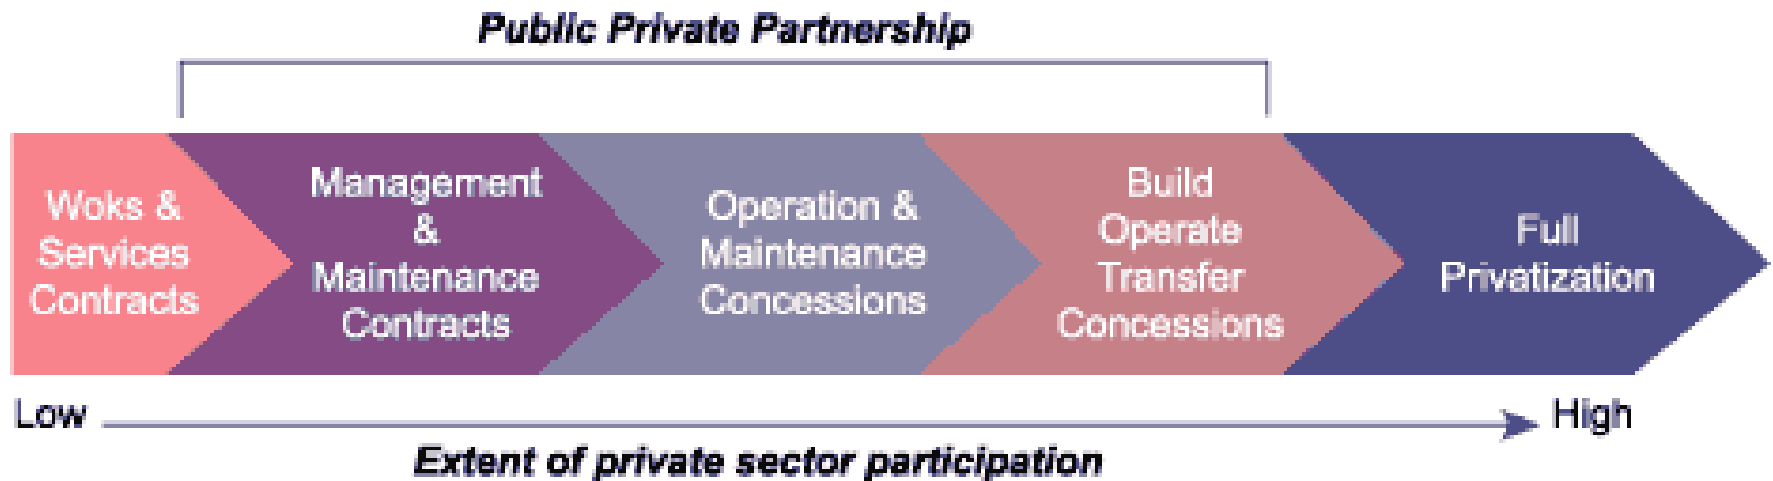 Public Private Partnership
Woks &
Services
Contracts
Management
&
Maintenance
Contracts
Operation &
Maintenance
Concessions
Build
Operate
Transfer
Concessions
Full
Privatization
Low
High
Extent of private sector participation